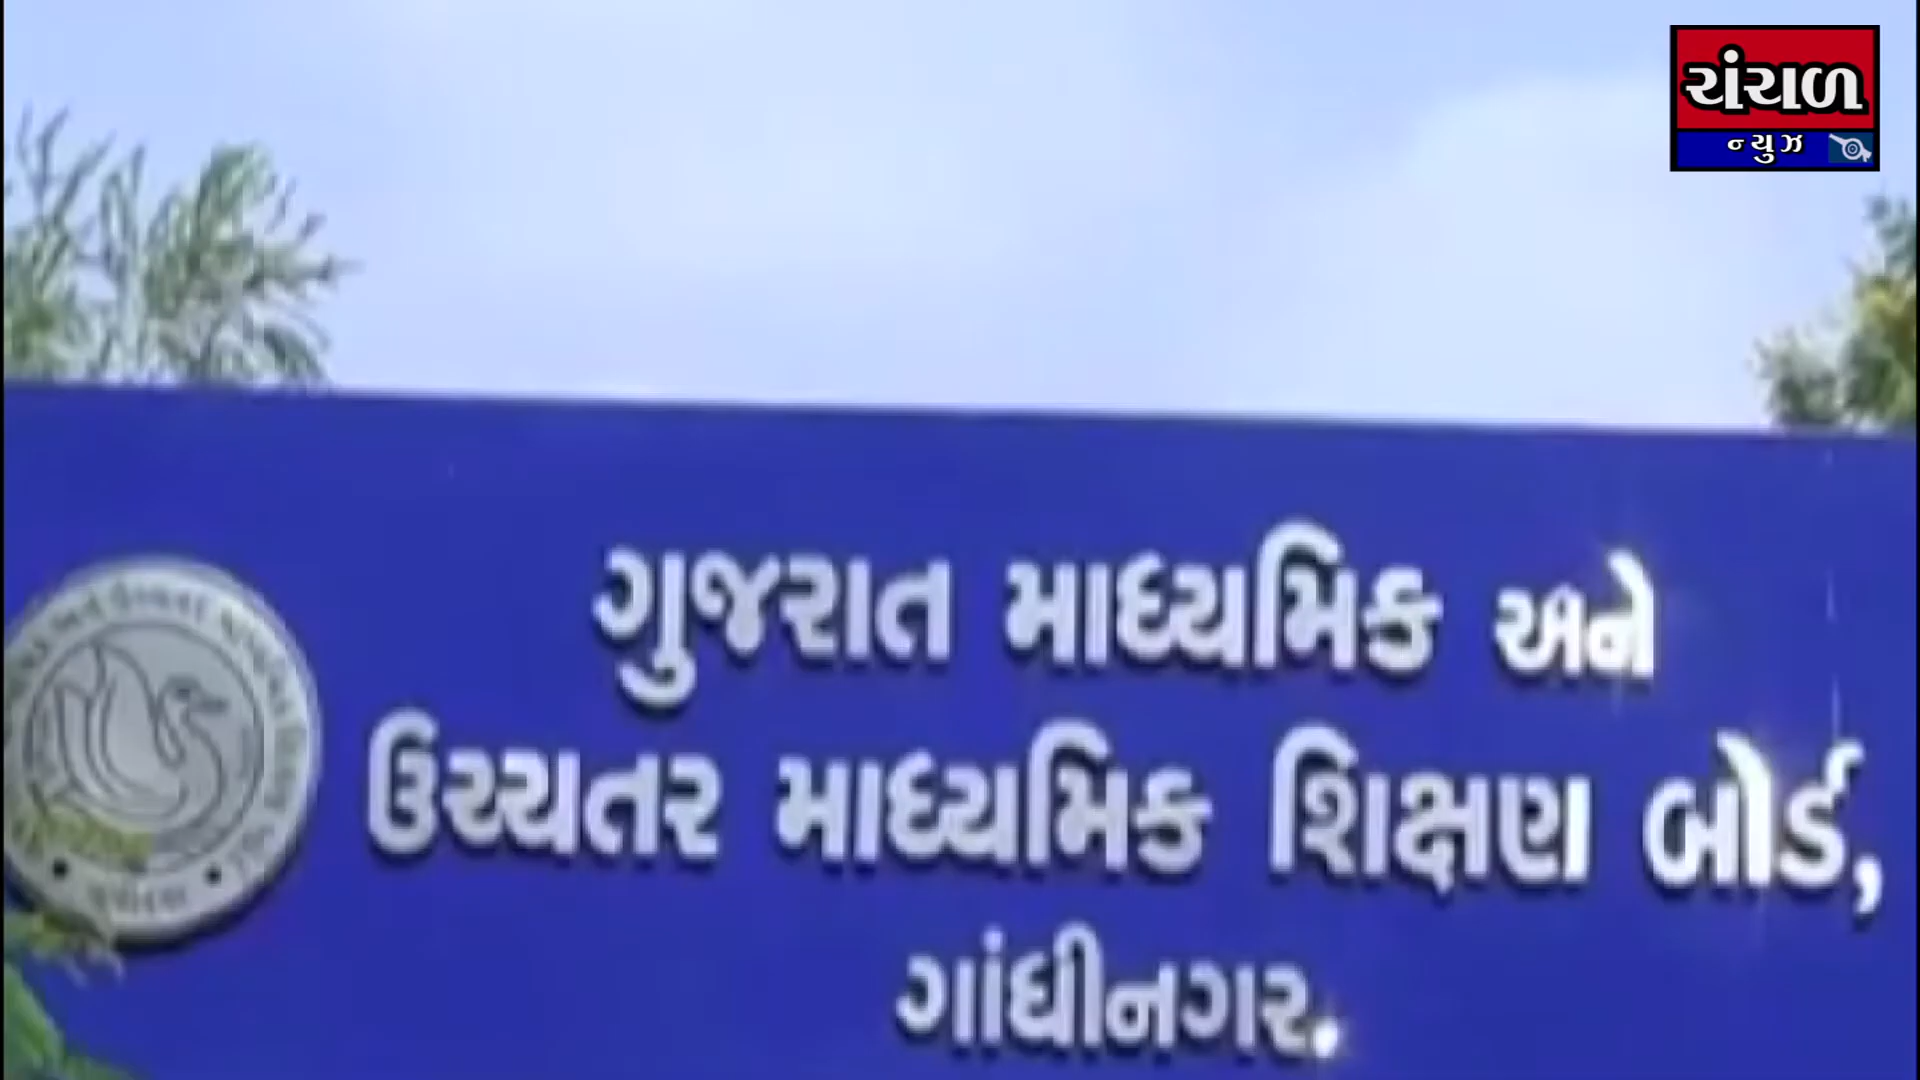 ચંચળ
ન્યુઝ
ગુજરાત માધ્યમિક અને
ઉચ્ચતર માધ્યમિક શિક્ષણ બોર્ડ,
ગાંધીનગર.